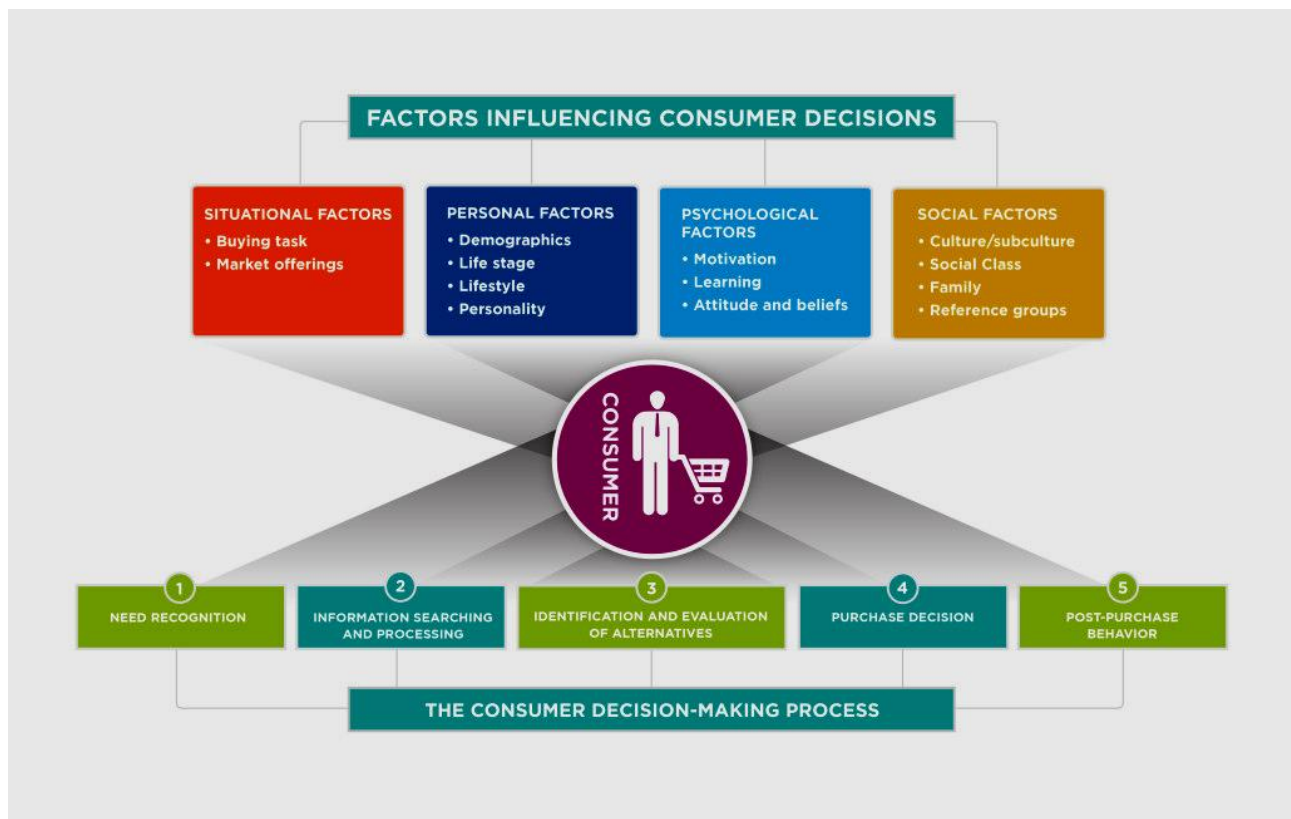 FACTORS INFLUENCING CONSUMER DECISIONS
SITUATIONAL FACTORS
• Buying task
• Market offerings
PERSONAL FACTORS
• Demographics
• Life stage
• Lifestyle
• Personality
PSYCHOLOGICAL
FACTORS
• Motivation
• Learning
• Attitude and beliefs
SOCIAL FACTORS
• Culture/subculture
• Social Class
• Family
• Reference groups
CONSUMER
1
NEED RECOGNITION
2
INFORMATION SEARCHING
AND PROCESSING
3
IDENTIFICATION AND EVALUATION
OF ALTERNATIVES
4
PURCHASE DECISION
5
POST-PURCHASE
BEHAVIOR
THE CONSUMER DECISION-MAKING PROCESS